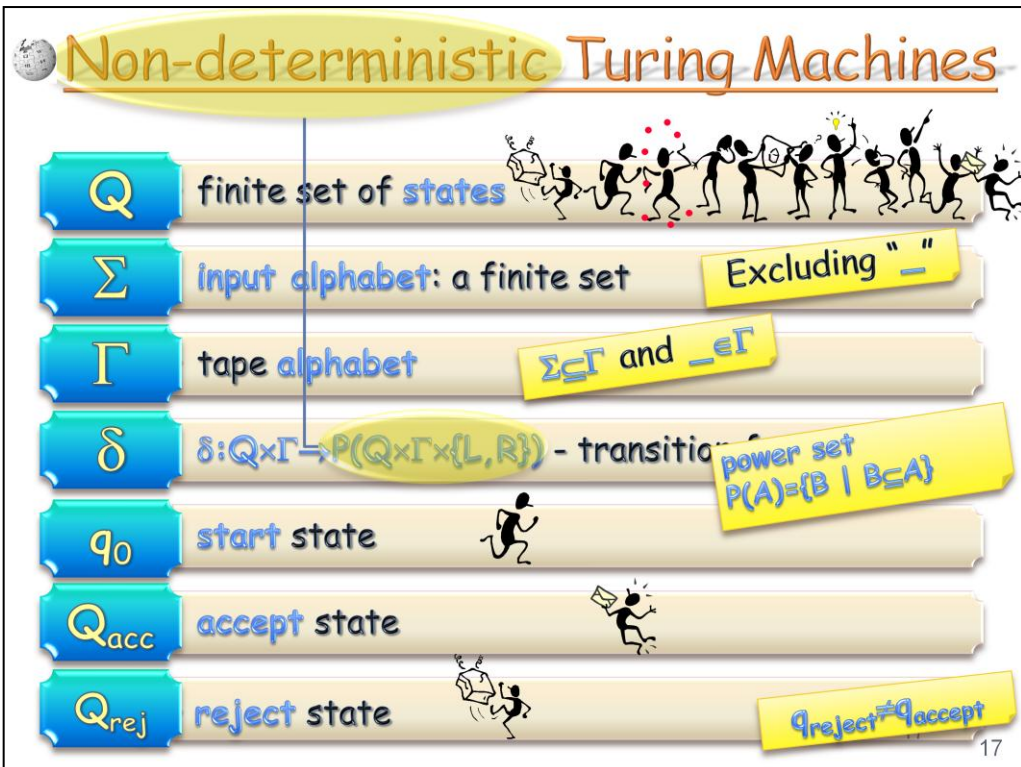 Non-deterministic Turing Machines
Q finite set of states
Σ input alphabet: a finite set Excluding "_"
Γ tape alphabet Σ⊆Γ and _∈Γ
δ δ:Q×Γ→P(Q×Γ×{L,R}) - transition
power set
P(A)={B | B⊆A}
q0 start state
Qacc accept state
Qrej reject state qreject≠qaccept
17